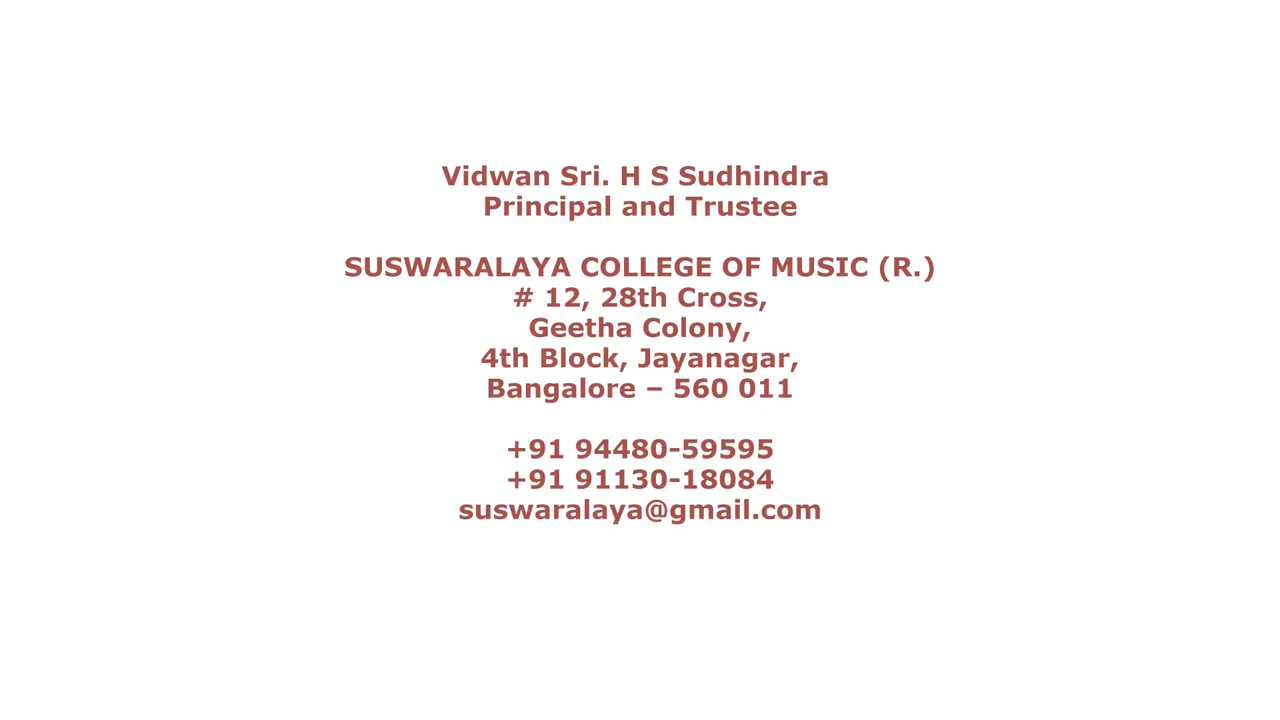 Vidwan Sri. H S Sudhindra
Principal and Trustee
SUSWARALAYA COLLEGE OF MUSIC (R.)
# 12, 28th Cross,
Geetha Colony,
4th Block, Jayanagar,
Bangalore – 560 011
+91 94480-59595
+91 91130-18084
suswaralaya@gmail.com